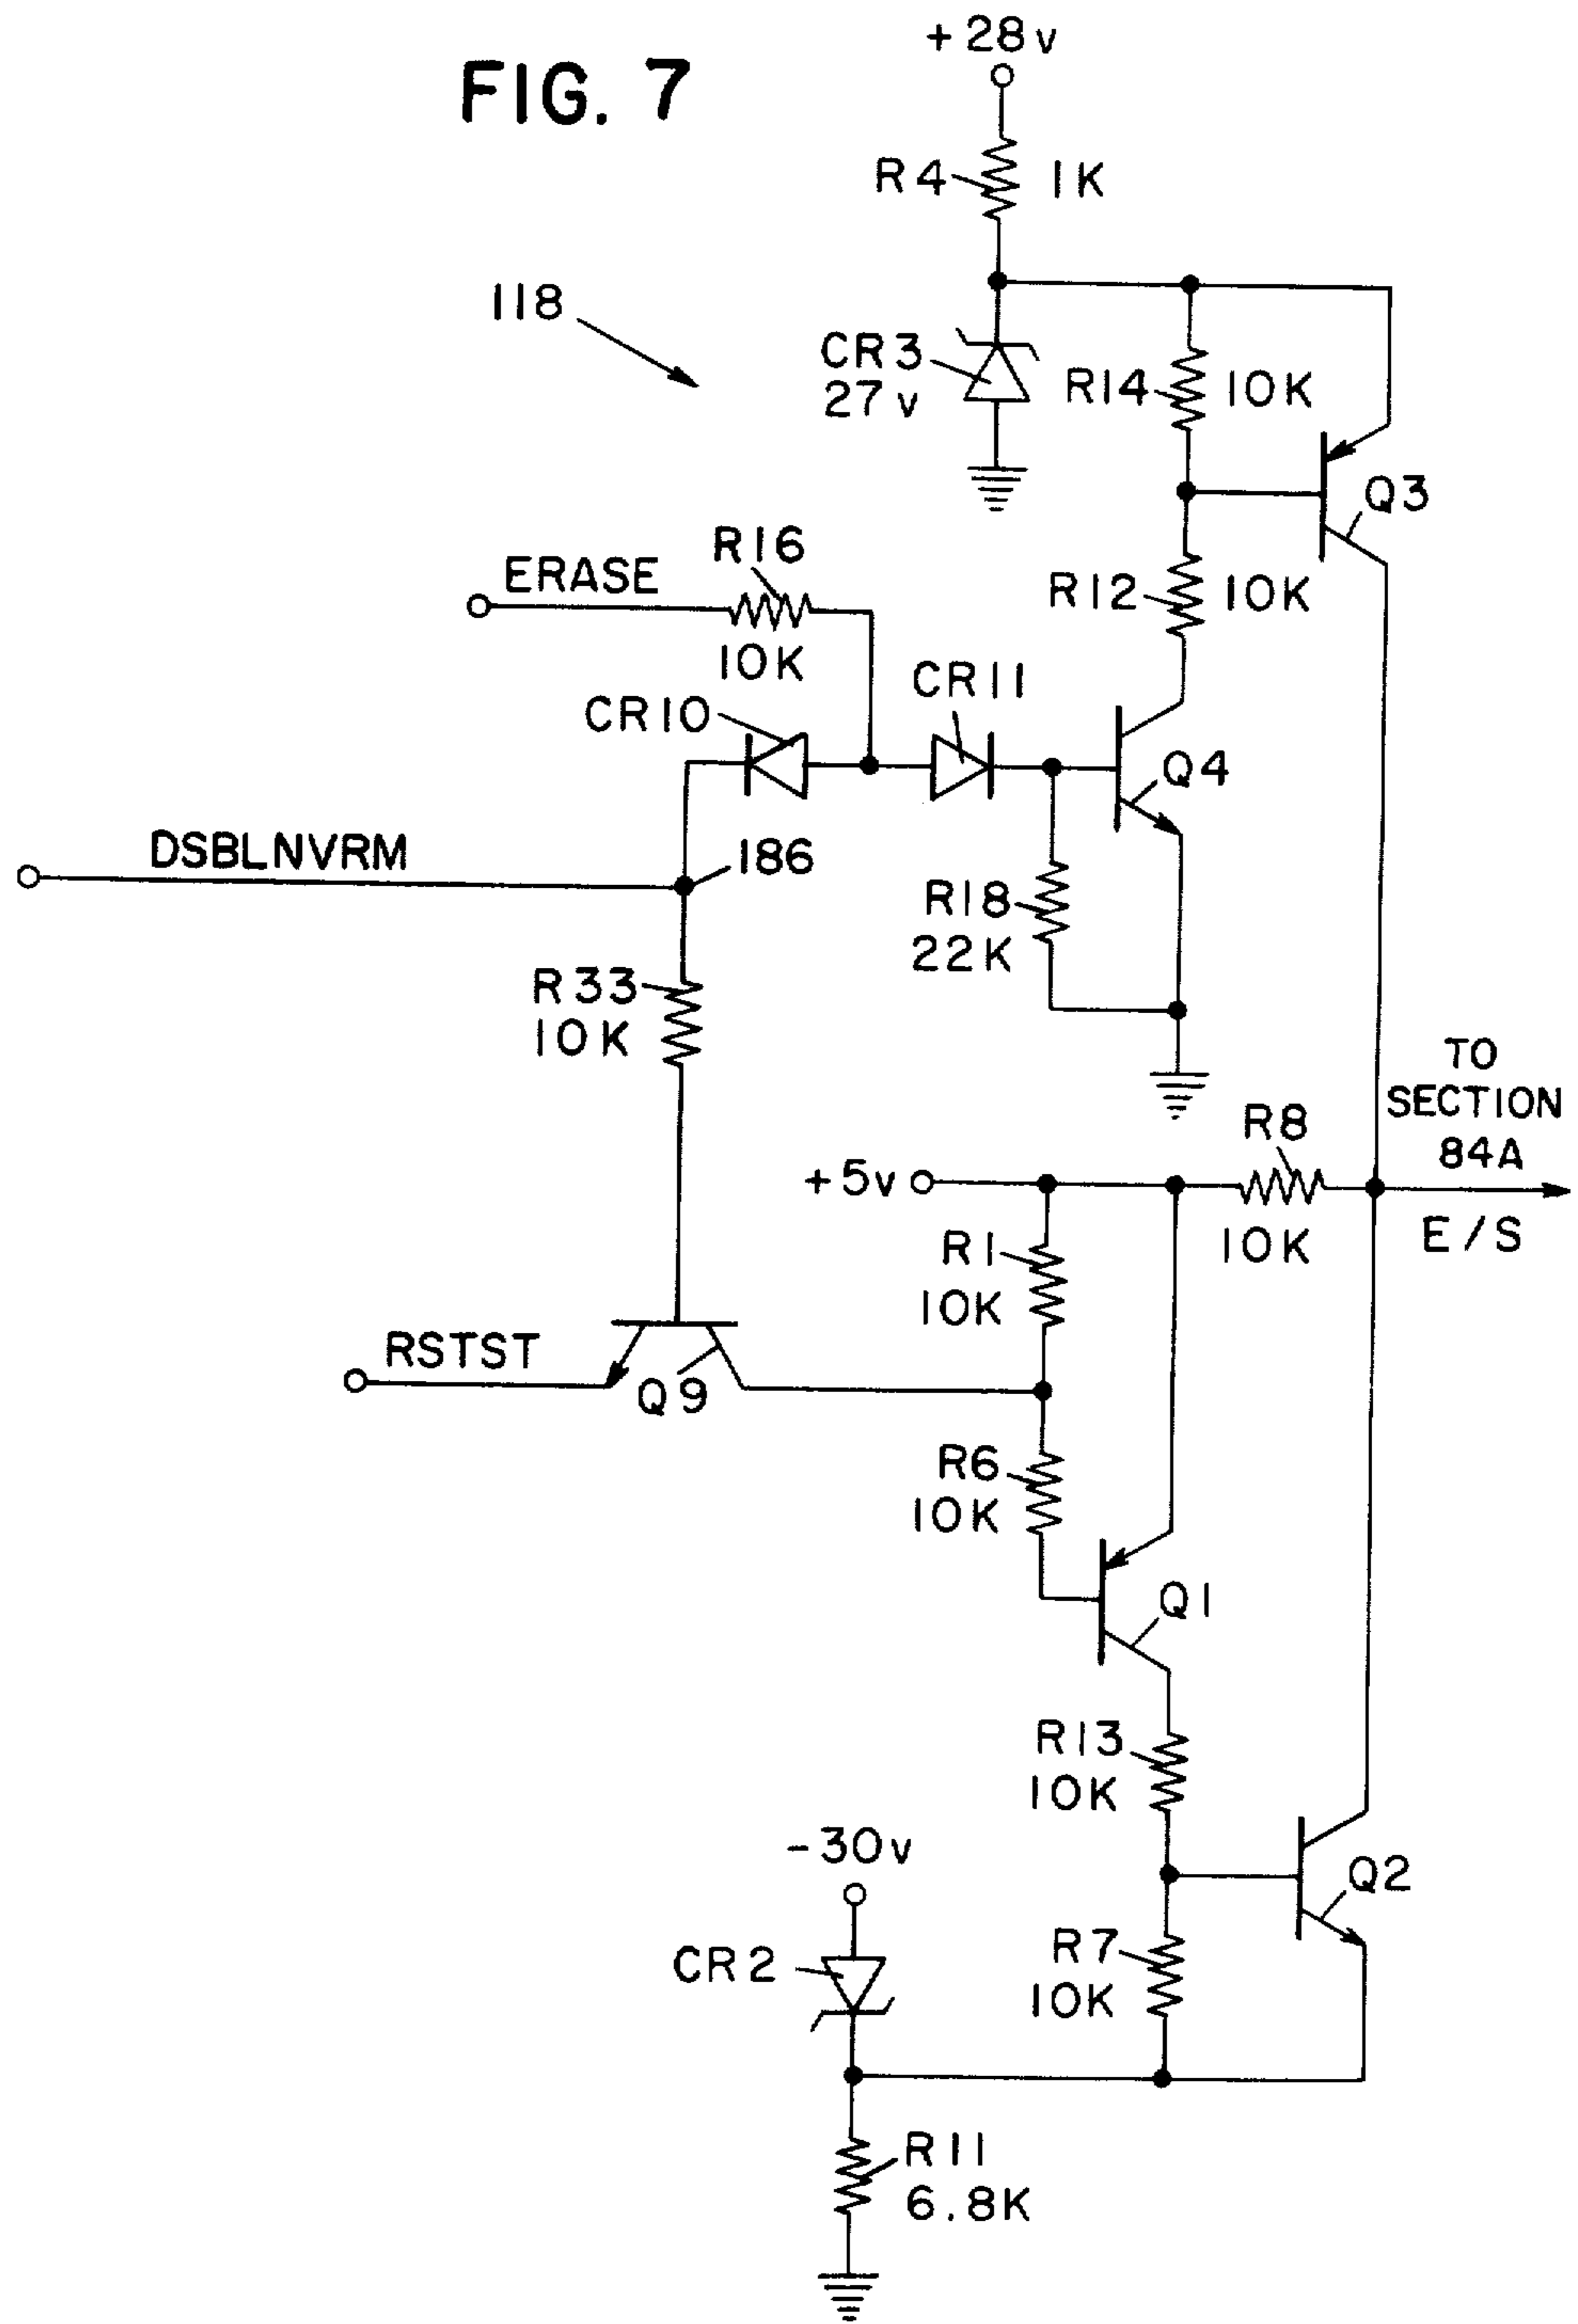 FIG. 7
+28v
R4 1K
118
CR3
27v
R14 10K
Q3
ERASE
R16
10K
R12 10K
CR10
CR11
Q4
DSBLNVRM
186
R18
22K
R33
10K
TO
SECTION
84A
R8
+5v
10K
E/S
R1
10K
RSTST
Q9
R6
10K
Q1
R13
10K
-30v
Q2
CR2
R7
10K
R11
6.8K